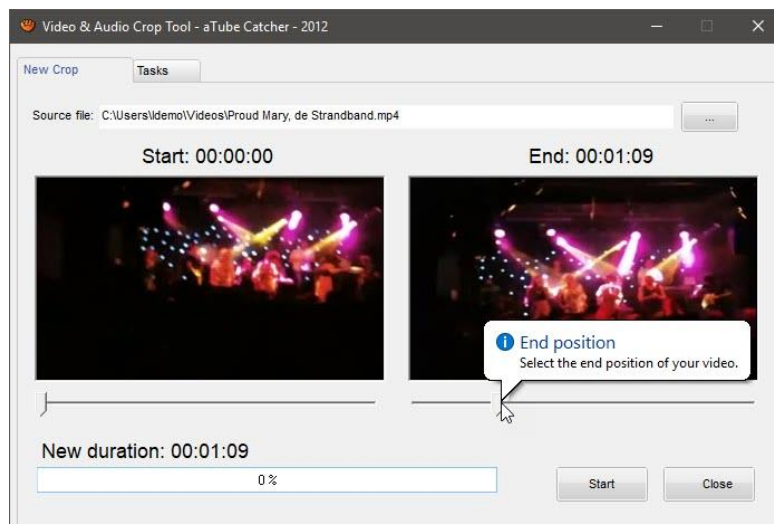 Video & Audio Crop Tool - aTube Catcher - 2012
New Crop
Tasks
Source file: C:\Users\ldemo\Videos\Proud Mary, de Strandband.mp4
...
Start: 00:00:00
End: 00:01:09
End position
Select the end position of your video.
New duration: 00:01:09
0 %
Start
Close